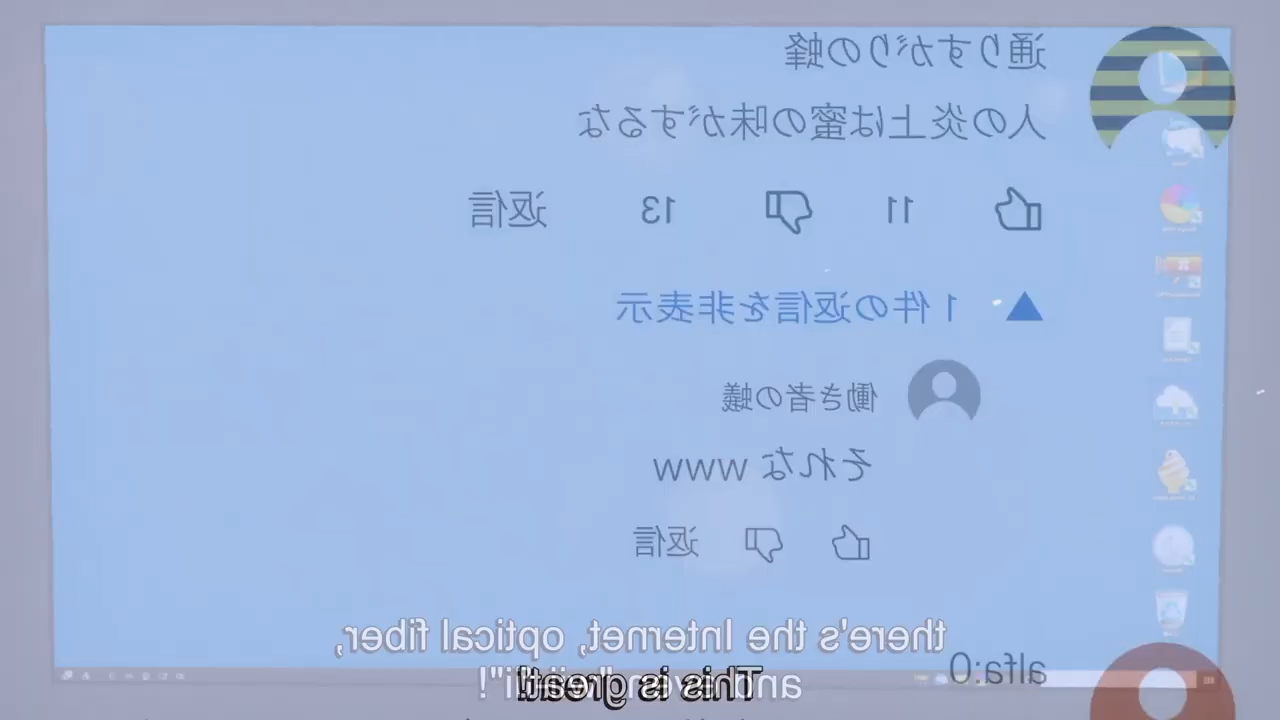 通りすがりの蜂
人の炎上は蜜の味がするな
11 13 返信
1 件の返信を非表示
働き者の蟻
それな www
返信
there's the Internet, optical fiber,
This is great!
alfa:0